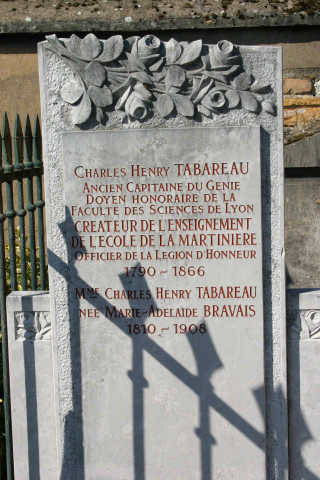 CHARLES HENRY TABAREAU
ANCIEN CAPITAINE DU GENIE
DOYEN HONORAIRE DE LA
FACULTE DES SCIENCES DE LYON
CREATEUR DE L'ENSEIGNEMENT
DE L'ECOLE DE LA MARTINIERE
OFFICIER DE LA LEGION D'HONNEUR
1790 ~ 1866
MME CHARLES HENRY TABAREAU
NÉE MARIE-ADELAÏDE BRAVAIS
1810 ~ 1908